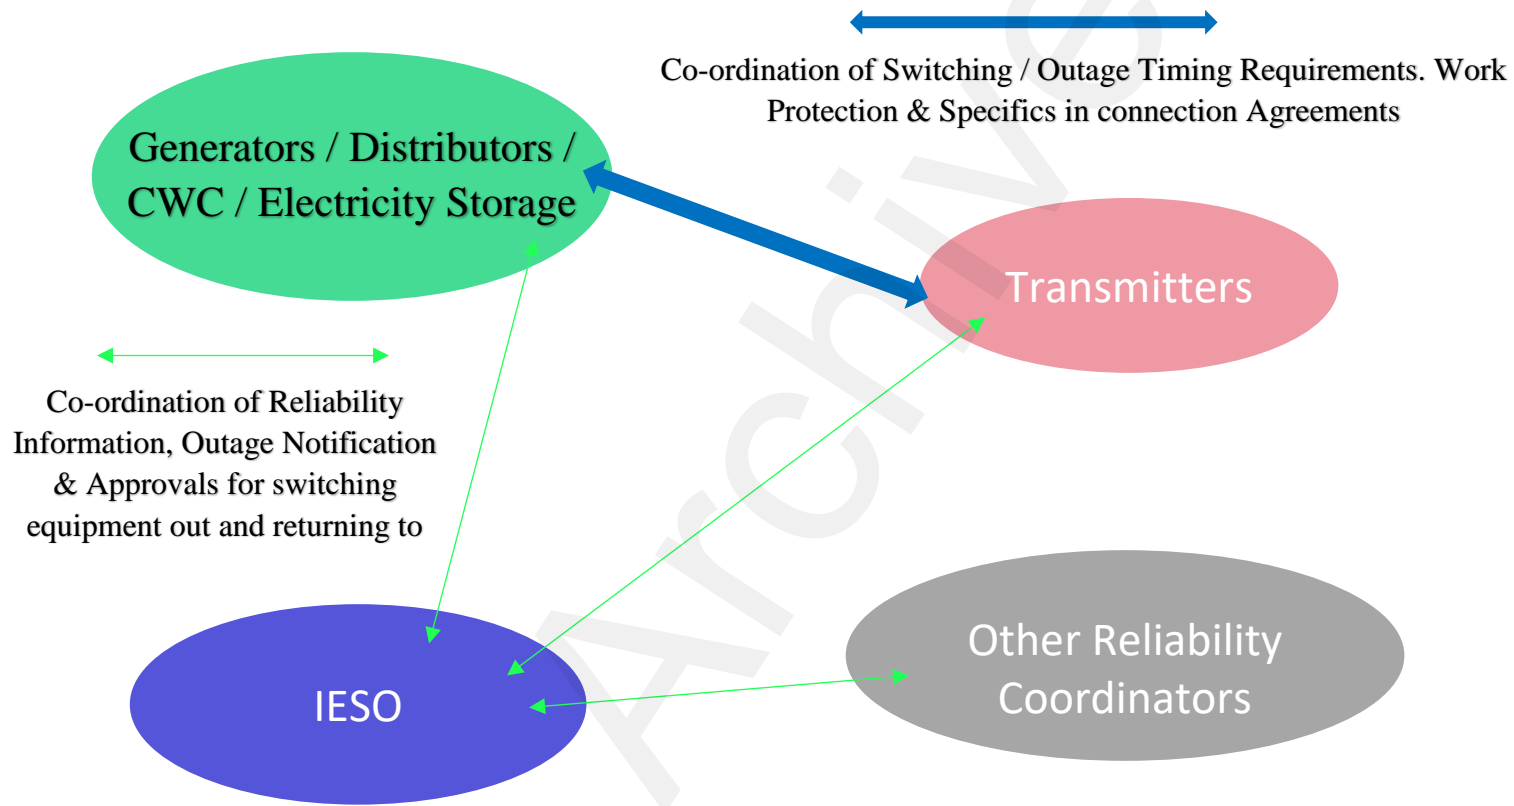 Co-ordination of Switching / Outage Timing Requirements. Work
Protection & Specifics in connection Agreements
Generators / Distributors /
CWC / Electricity Storage
Transmitters
Co-ordination of Reliability
Information, Outage Notification
& Approvals for switching
equipment out and returning to
Other Reliability
Coordinators
IESO
Archive